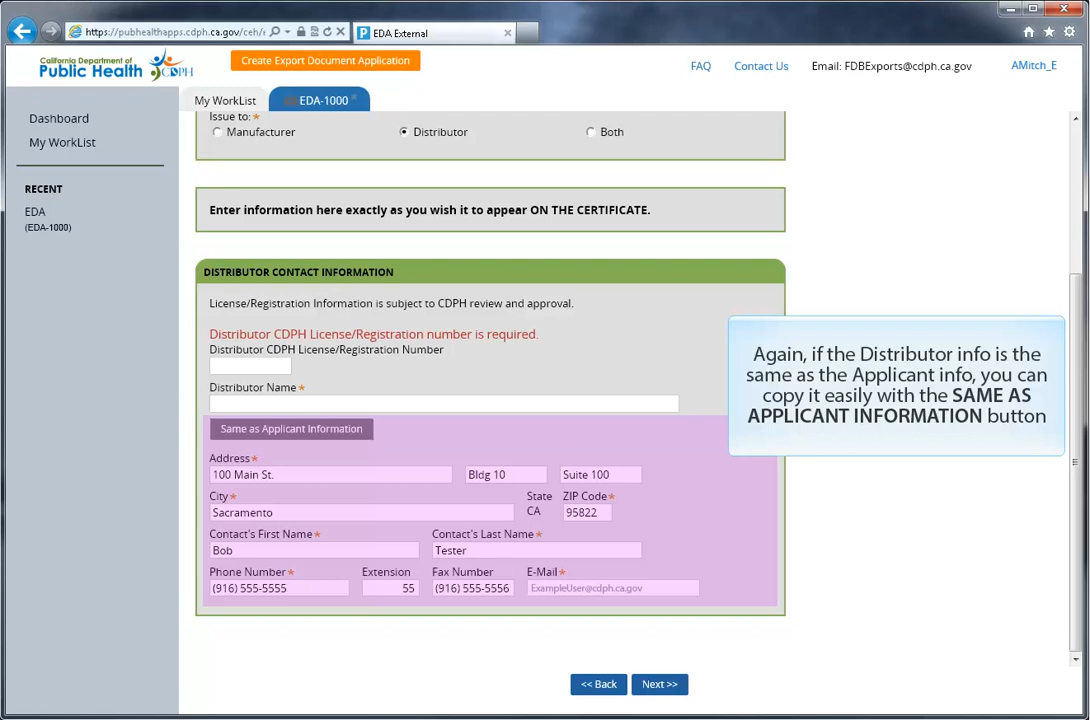 https://pubhealthapps.cdph.ca.gov/ceh/e
EDA External
California Department of
Public Health
CDPH
Create Export Document Application
FAQ
Contact Us
Email: FDBExports@cdph.ca.gov
AMitch_E
My WorkList
EDA-1000
Dashboard
My WorkList
RECENT
EDA
(EDA-1000)
Issue to: *
Manufacturer
Distributor
Both
Enter information here exactly as you wish it to appear ON THE CERTIFICATE.
DISTRIBUTOR CONTACT INFORMATION
License/Registration Information is subject to CDPH review and approval.
Distributor CDPH License/Registration number is required.
Distributor CDPH License/Registration Number
Distributor Name *
Same as Applicant Information
Address *
100 Main St.
Bldg 10
Suite 100
City *
State
ZIP Code *
Sacramento
CA
95822
Contact's First Name *
Contact's Last Name *
Bob
Tester
Phone Number *
Extension
Fax Number
E-Mail *
(916) 555-5555
55
(916) 555-5556
ExampleUser@cdph.ca.gov
Again, if the Distributor info is the
same as the Applicant info, you can
copy it easily with the SAME AS
APPLICANT INFORMATION button
<< Back
Next >>